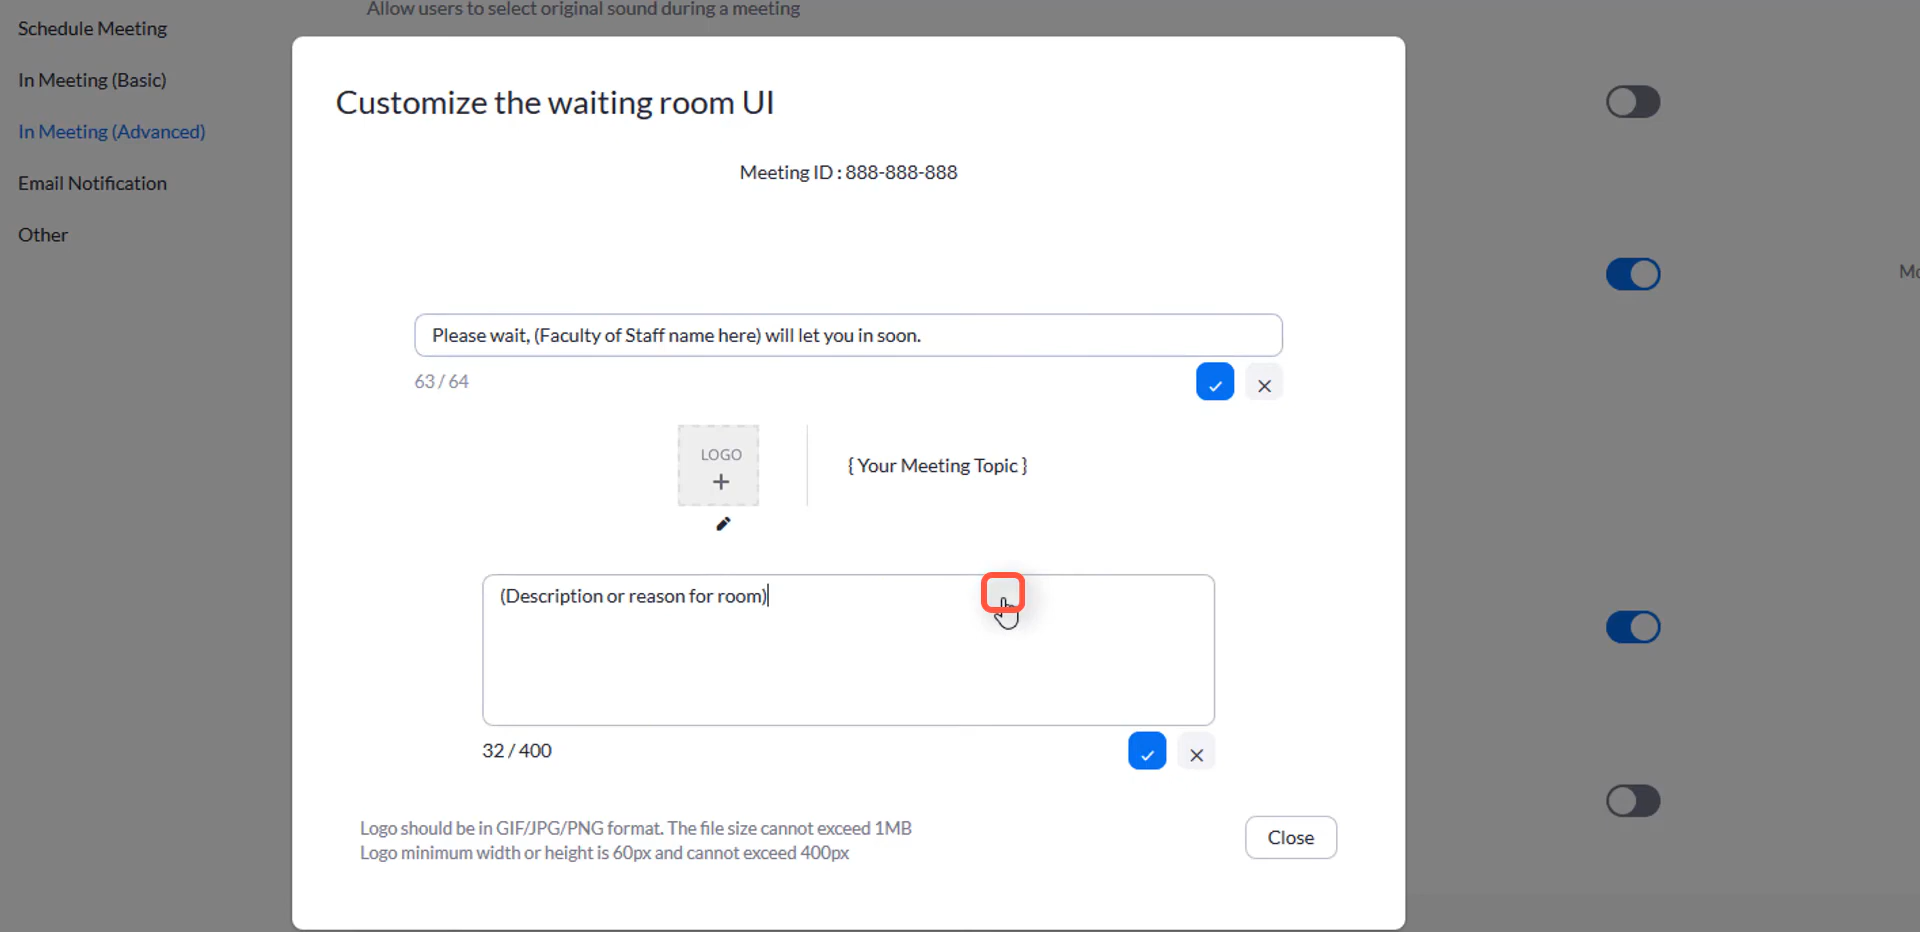 Allow users to select original sound during a meeting
Schedule Meeting
In Meeting (Basic)
In Meeting (Advanced)
Email Notification
Other
Customize the waiting room UI
Meeting ID : 888-888-888
Please wait, (Faculty of Staff name here) will let you in soon.
63 / 64
LOGO
{ Your Meeting Topic }
(Description or reason for room)
32 / 400
Logo should be in GIF/JPG/PNG format. The file size cannot exceed 1MB
Logo minimum width or height is 60px and cannot exceed 400px
Close